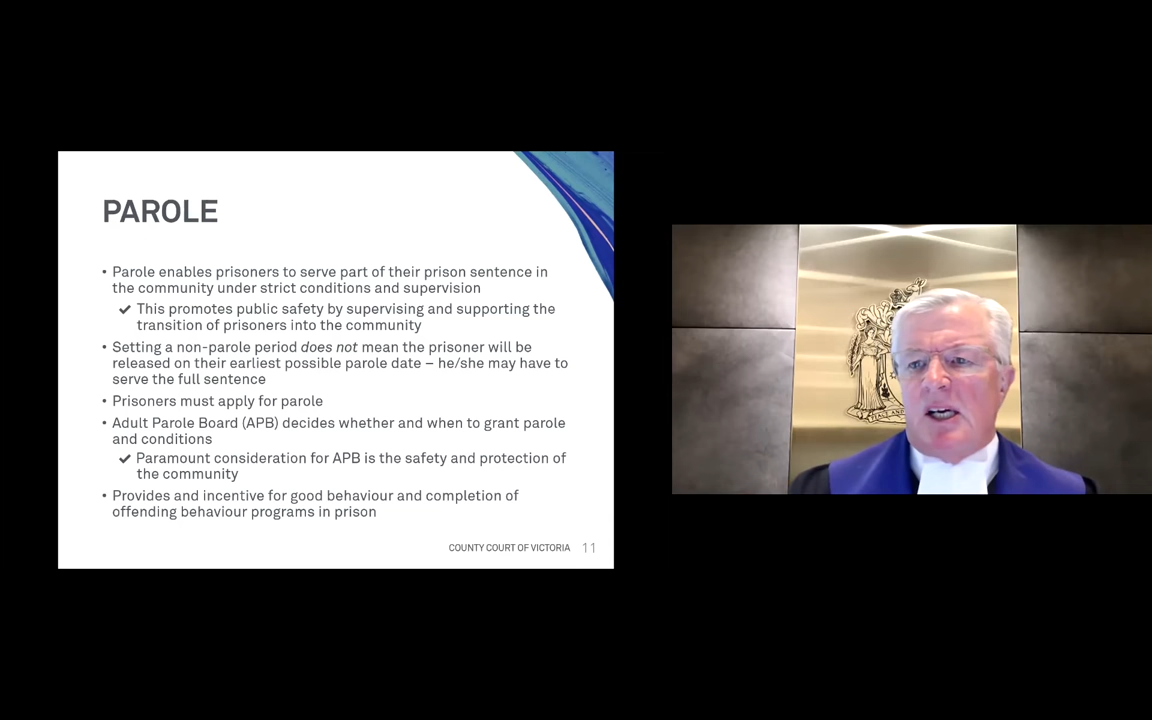 PAROLE
• Parole enables prisoners to serve part of their prison sentence in
the community under strict conditions and supervision
✔ This promotes public safety by supervising and supporting the
transition of prisoners into the community
• Setting a non-parole period does not mean the prisoner will be
released on their earliest possible parole date – he/she may have to
serve the full sentence
• Prisoners must apply for parole
• Adult Parole Board (APB) decides whether and when to grant parole
and conditions
✔ Paramount consideration for APB is the safety and protection of
the community
• Provides and incentive for good behaviour and completion of
offending behaviour programs in prison
COUNTY COURT OF VICTORIA 11